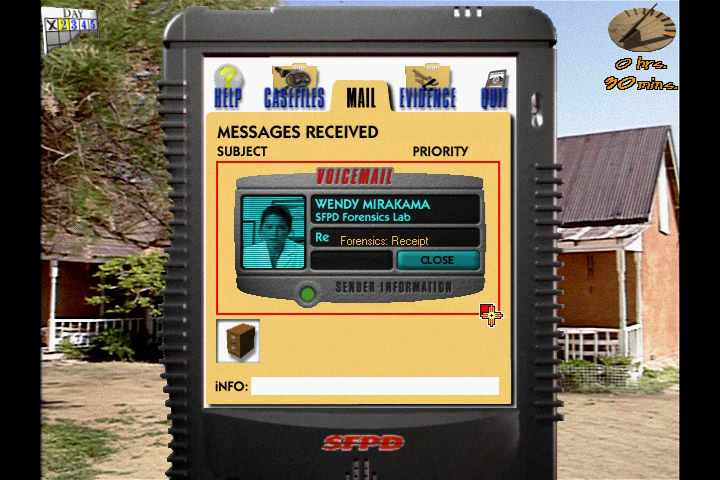 DAY
X 2 3 4 5
0 hrs.
30 mins.
HELP CASEFILES MAIL EVIDENCE QUIT
MESSAGES RECEIVED
SUBJECT PRIORITY
VOICEMAIL
WENDY MIRAKAMA
SFPD Forensics Lab
Re Forensics: Receipt
CLOSE
SENDER INFORMATION
iNFO:
SFPD